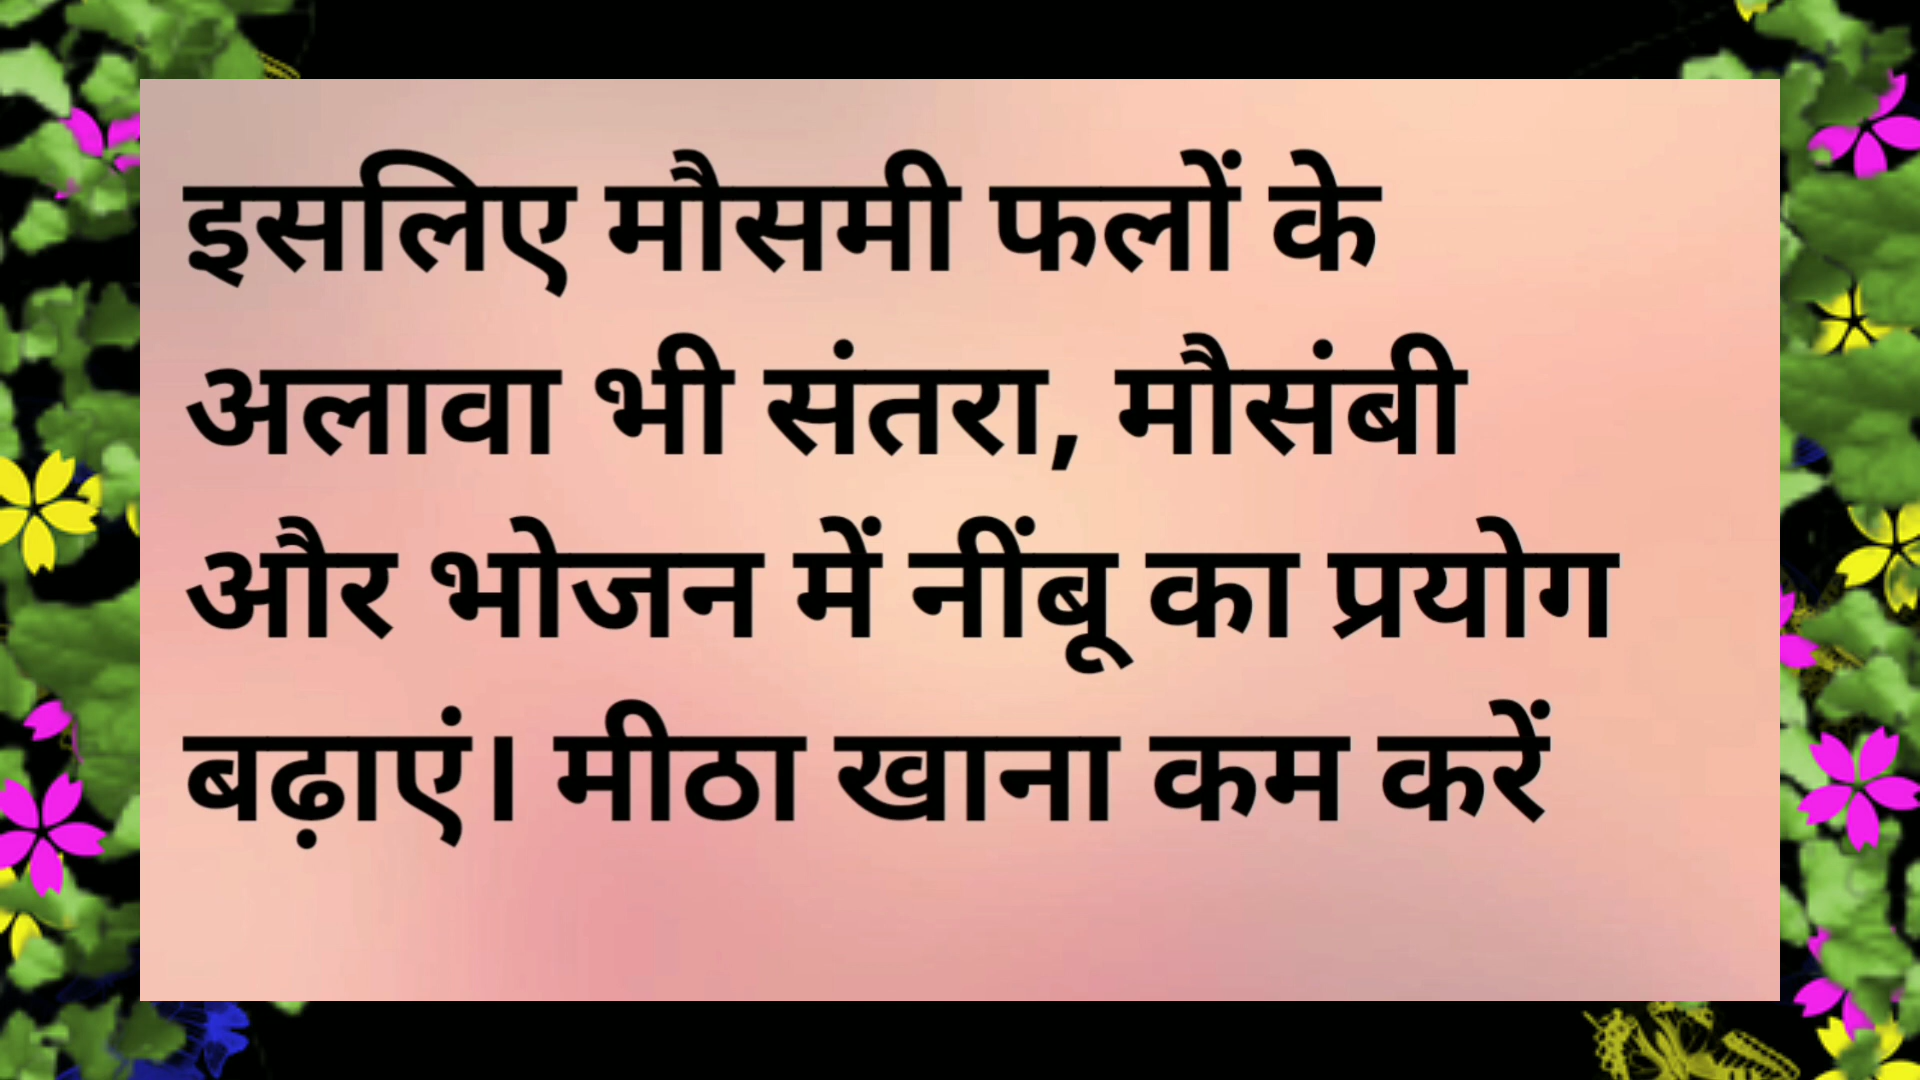 इसलिए मौसमी फलों के
अलावा भी संतरा, मौसंबी
और भोजन में नींबू का प्रयोग
बढ़ाएं। मीठा खाना कम करें